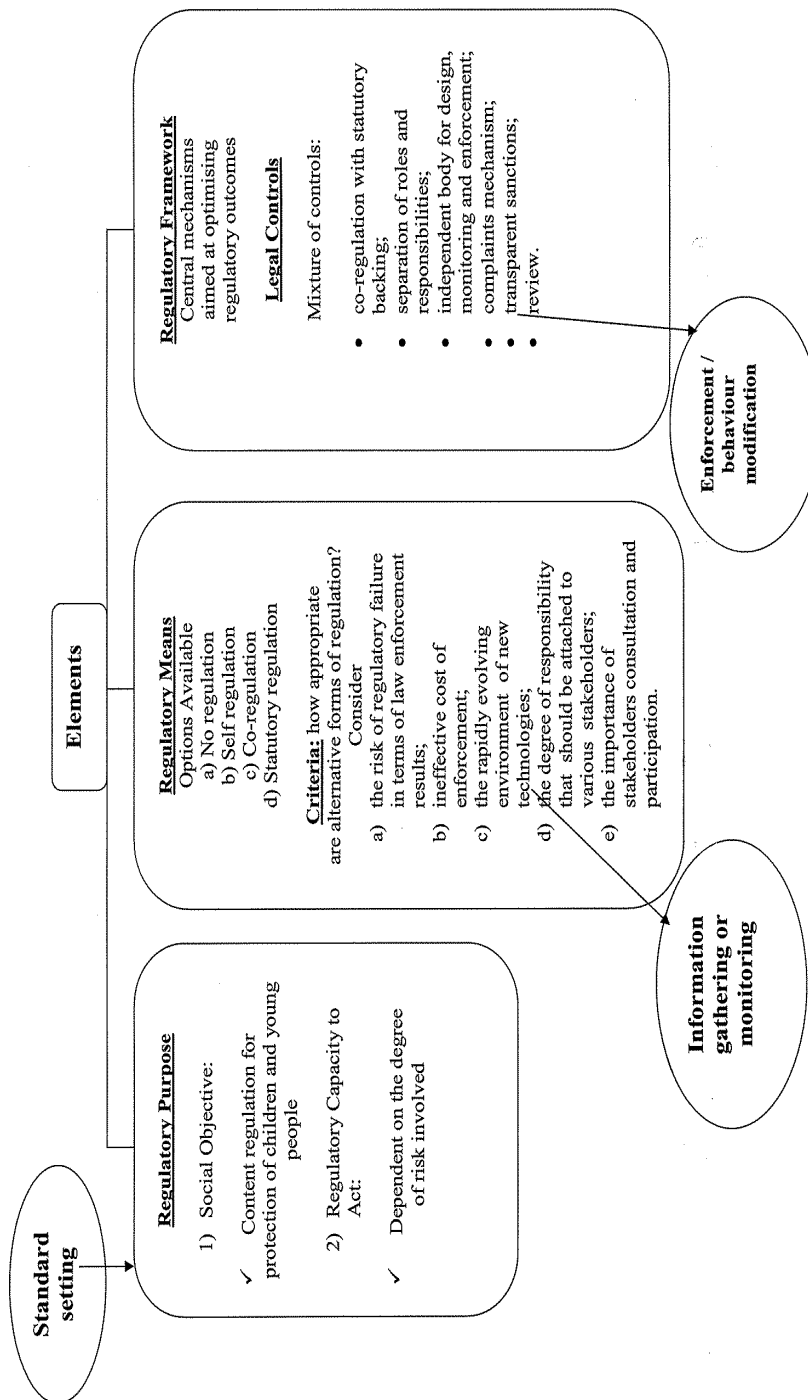 Elements
Standard
setting
Regulatory Purpose
1) Social Objective:
✓ Content regulation for
protection of children and young
people
2) Regulatory Capacity to
Act:
✓ Dependent on the degree
of risk involved
Regulatory Means
Options Available
a) No regulation
b) Self regulation
c) Co-regulation
d) Statutory regulation
Criteria: how appropriate
are alternative forms of regulation?
Consider
a) the risk of regulatory failure
in terms of law enforcement
results;
b) ineffective cost of
enforcement;
c) the rapidly evolving
environment of new
technologies;
d) the degree of responsibility
that should be attached to
various stakeholders;
e) the importance of
stakeholders consultation and
participation.
Information
gathering or
monitoring
Regulatory Framework
Central mechanisms
aimed at optimising
regulatory outcomes
Legal Controls
Mixture of controls:
• co-regulation with statutory
backing;
• separation of roles and
responsibilities;
• independent body for design,
monitoring and enforcement;
• complaints mechanism;
• transparent sanctions;
• review.
Enforcement /
behaviour
modification